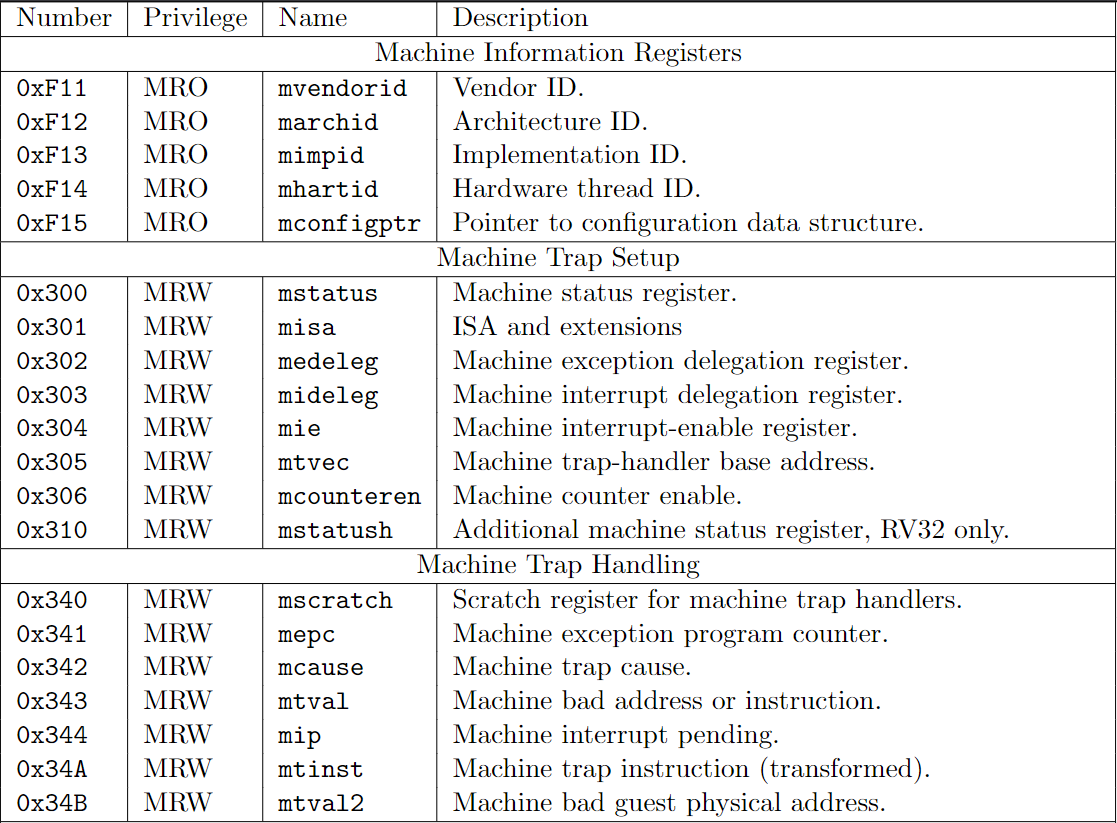 Number Privilege Name Description
Machine Information Registers
0xF11 MRO mvendorid Vendor ID.
0xF12 MRO marchid Architecture ID.
0xF13 MRO mimpid Implementation ID.
0xF14 MRO mhartid Hardware thread ID.
0xF15 MRO mconfigptr Pointer to configuration data structure.
Machine Trap Setup
0x300 MRW mstatus Machine status register.
0x301 MRW misa ISA and extensions
0x302 MRW medeleg Machine exception delegation register.
0x303 MRW mideleg Machine interrupt delegation register.
0x304 MRW mie Machine interrupt-enable register.
0x305 MRW mtvec Machine trap-handler base address.
0x306 MRW mcounteren Machine counter enable.
0x310 MRW mstatush Additional machine status register, RV32 only.
Machine Trap Handling
0x340 MRW mscratch Scratch register for machine trap handlers.
0x341 MRW mepc Machine exception program counter.
0x342 MRW mcause Machine trap cause.
0x343 MRW mtval Machine bad address or instruction.
0x344 MRW mip Machine interrupt pending.
0x34A MRW mtinst Machine trap instruction (transformed).
0x34B MRW mtval2 Machine bad guest physical address.